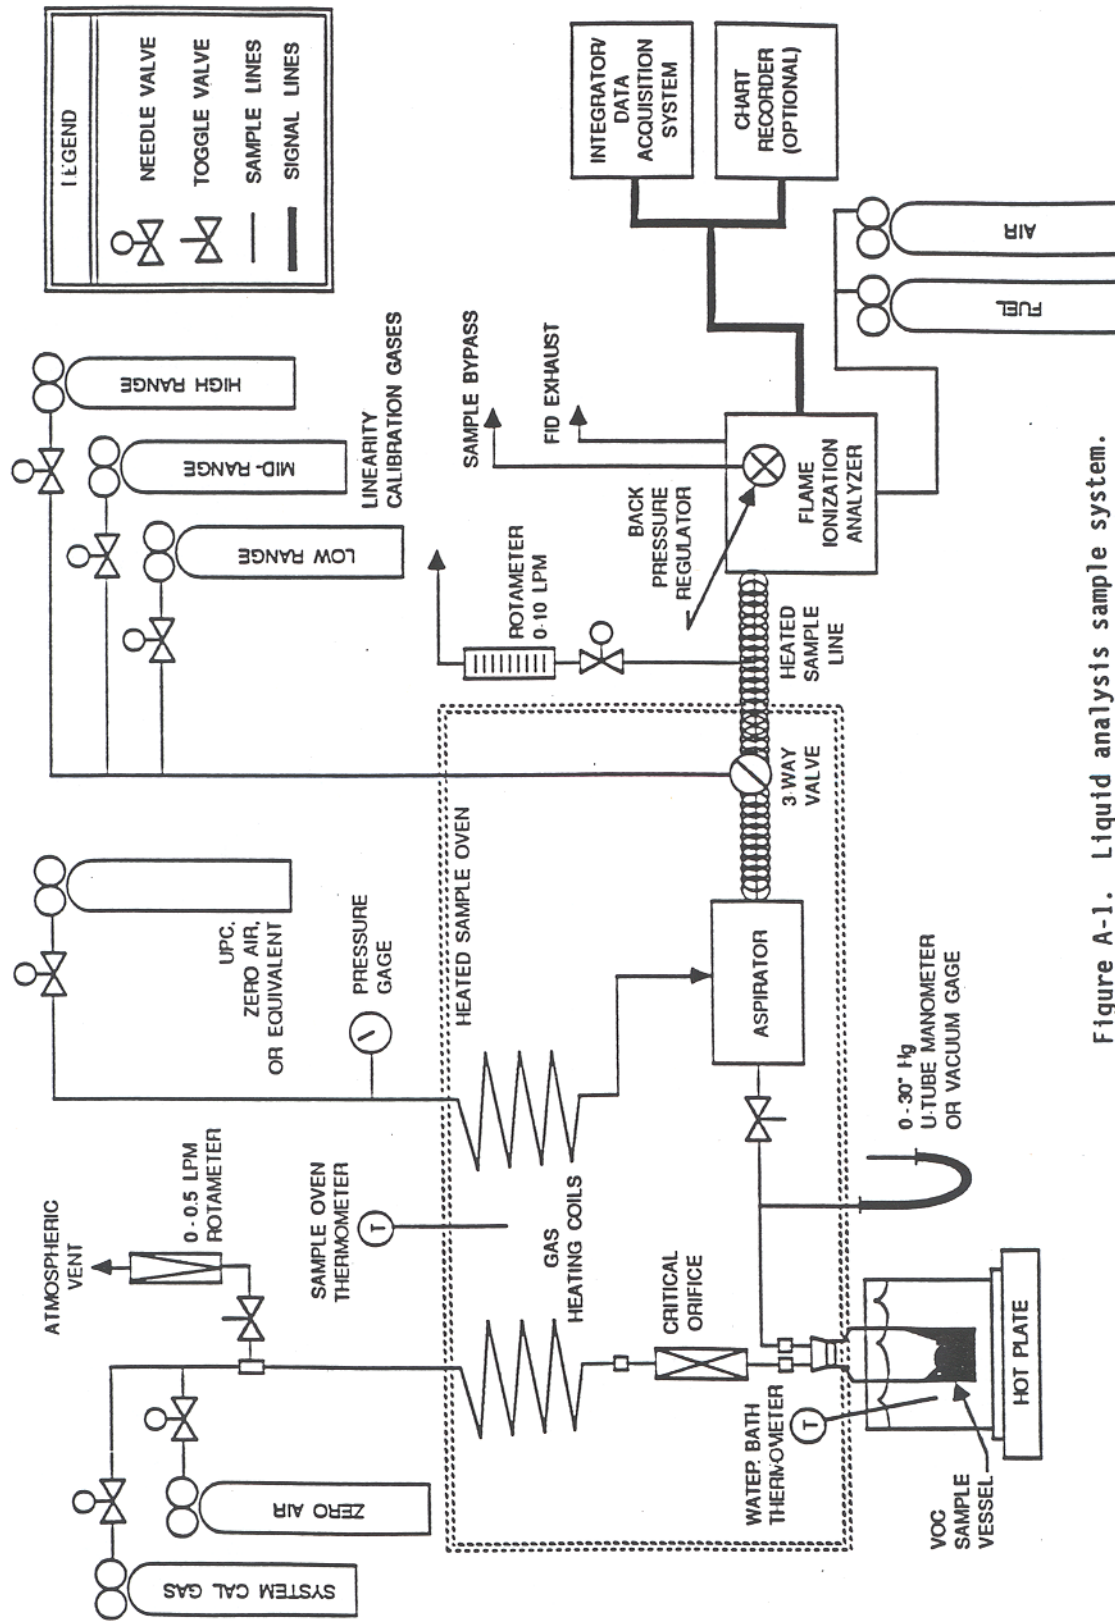 LEGEND
NEEDLE VALVE
TOGGLE VALVE
SAMPLE LINES
SIGNAL LINES
HIGH RANGE
MID-RANGE
LOW RANGE
LINEARITY
CALIBRATION GASES
UPC,
ZERO AIR,
OR EQUIVALENT
PRESSURE
GAGE
ATMOSPHERIC
VENT
0-0.5 LPM
ROTAMETER
SYSTEM CAL GAS
ZERO AIR
SAMPLE OVEN
THERMOMETER
T
HEATED SAMPLE OVEN
GAS
HEATING COILS
CRITICAL
ORIFICE
ROTAMETER
0-10 LPM
SAMPLE BYPASS
FID EXHAUST
BACK
PRESSURE
REGULATOR
INTEGRATOR/
DATA
ACQUISITION
SYSTEM
CHART
RECORDER
(OPTIONAL)
ASPIRATOR
3-WAY
VALVE
HEATED
SAMPLE
LINE
FLAME
IONIZATION
ANALYZER
FUEL
AIR
WATER BATH
THERMOMETER
T
0-30" Hg
U-TUBE MANOMETER
OR VACUUM GAGE
VOC
SAMPLE
VESSEL
HOT PLATE
Figure A-1. Liquid analysis sample system.